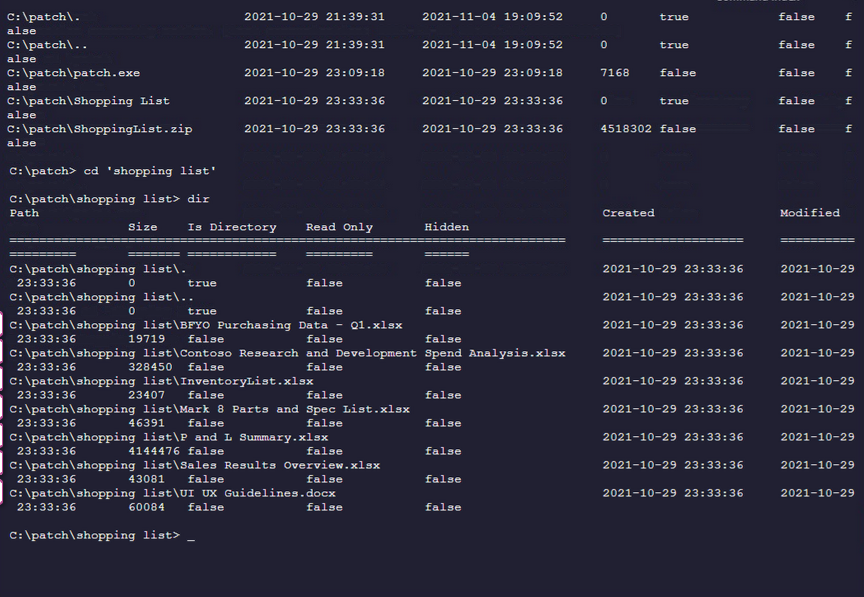 C:\patch\. 2021-10-29 21:39:31 2021-11-04 19:09:52 0 true false f
alse
C:\patch\.. 2021-10-29 21:39:31 2021-11-04 19:09:52 0 true false f
alse
C:\patch\patch.exe 2021-10-29 23:09:18 2021-10-29 23:09:18 7168 false false f
alse
C:\patch\Shopping List 2021-10-29 23:33:36 2021-10-29 23:33:36 0 true false f
alse
C:\patch\ShoppingList.zip 2021-10-29 23:33:36 2021-10-29 23:33:36 4518302 false false f
alse
C:\patch> cd 'shopping list'
C:\patch\shopping list> dir
Path Created Modified
Size Is Directory Read Only Hidden
=========================================================================== =================== ==========
========= ======= ============ ========= ======
C:\patch\shopping list\. 2021-10-29 23:33:36 2021-10-29
23:33:36 0 true false false
C:\patch\shopping list\.. 2021-10-29 23:33:36 2021-10-29
23:33:36 0 true false false
C:\patch\shopping list\BFYO Purchasing Data - Q1.xlsx 2021-10-29 23:33:36 2021-10-29
23:33:36 19719 false false false
C:\patch\shopping list\Contoso Research and Development Spend Analysis.xlsx 2021-10-29 23:33:36 2021-10-29
23:33:36 328450 false false false
C:\patch\shopping list\InventoryList.xlsx 2021-10-29 23:33:36 2021-10-29
23:33:36 23407 false false false
C:\patch\shopping list\Mark 8 Parts and Spec List.xlsx 2021-10-29 23:33:36 2021-10-29
23:33:36 46391 false false false
C:\patch\shopping list\P and L Summary.xlsx 2021-10-29 23:33:36 2021-10-29
23:33:36 4144476 false false false
C:\patch\shopping list\Sales Results Overview.xlsx 2021-10-29 23:33:36 2021-10-29
23:33:36 43081 false false false
C:\patch\shopping list\UI UX Guidelines.docx 2021-10-29 23:33:36 2021-10-29
23:33:36 60084 false false false
C:\patch\shopping list> _